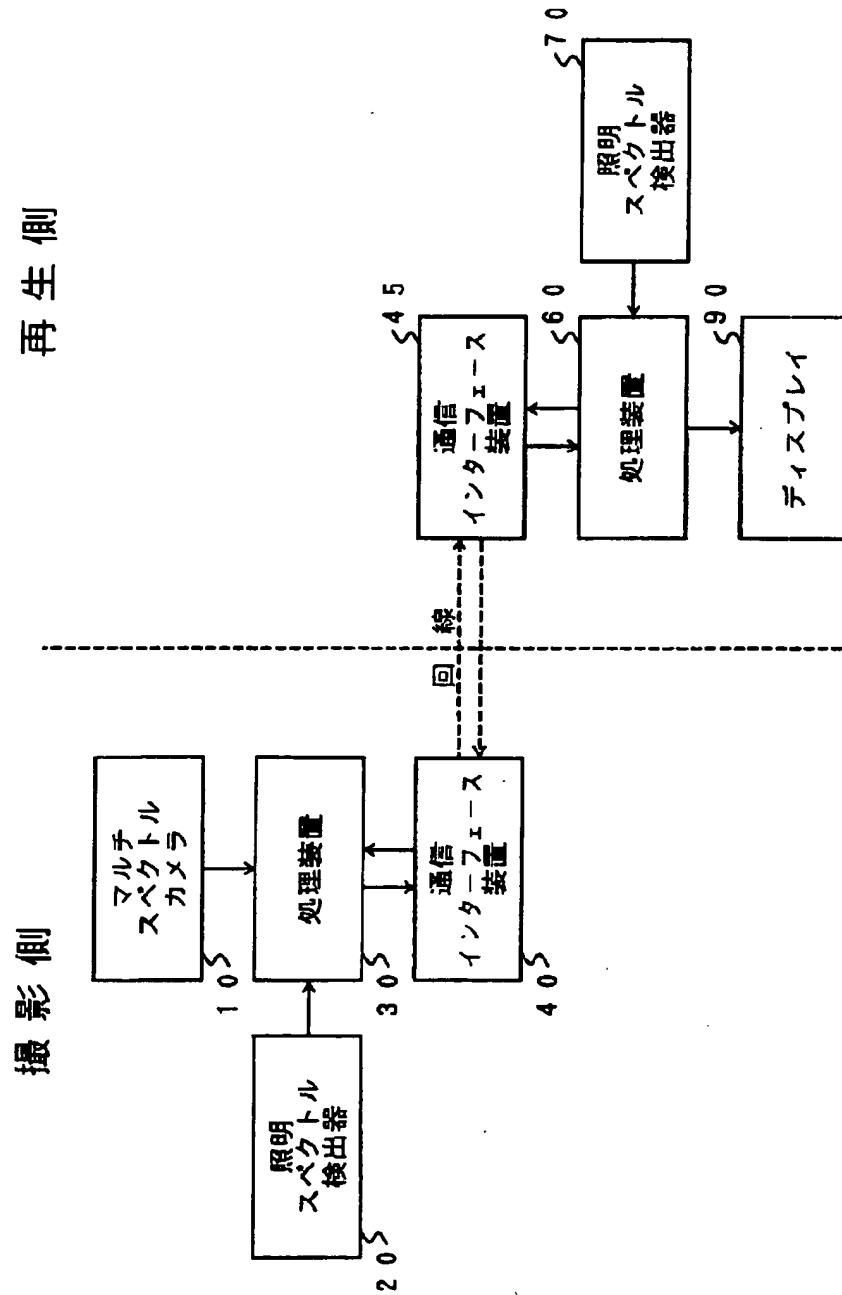 撮影側
再生側
マルチ
スペクトル
カメラ
10
照明
スペクトル
検出器
20
処理装置
30
通信
インターフェース
装置
40
回線
通信
インターフェース
装置
45
処理装置
60
照明
スペクトル
検出器
70
ディスプレイ
90